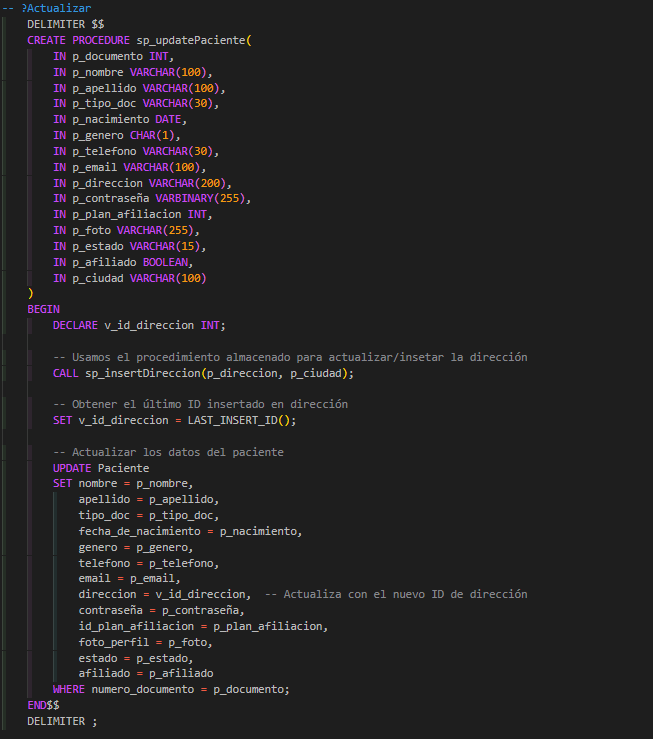 -- ?Actualizar
DELIMITER $$
CREATE PROCEDURE sp_updatePaciente(
IN p_documento INT,
IN p_nombre VARCHAR(100),
IN p_apellido VARCHAR(100),
IN p_tipo_doc VARCHAR(30),
IN p_nacimiento DATE,
IN p_genero CHAR(1),
IN p_telefono VARCHAR(30),
IN p_email VARCHAR(100),
IN p_direccion VARCHAR(200),
IN p_contraseña VARBINARY(255),
IN p_plan_afiliacion INT,
IN p_foto VARCHAR(255),
IN p_estado VARCHAR(15),
IN p_afiliado BOOLEAN,
IN p_ciudad VARCHAR(100)
)
BEGIN
DECLARE v_id_direccion INT;
-- Usamos el procedimiento almacenado para actualizar/insetar la dirección
CALL sp_insertDireccion(p_direccion, p_ciudad);
-- Obtener el último ID insertado en dirección
SET v_id_direccion = LAST_INSERT_ID();
-- Actualizar los datos del paciente
UPDATE Paciente
SET nombre = p_nombre,
apellido = p_apellido,
tipo_doc = p_tipo_doc,
fecha_de_nacimiento = p_nacimiento,
genero = p_genero,
telefono = p_telefono,
email = p_email,
direccion = v_id_direccion,  -- Actualiza con el nuevo ID de dirección
contraseña = p_contraseña,
id_plan_afiliacion = p_plan_afiliacion,
foto_perfil = p_foto,
estado = p_estado,
afiliado = p_afiliado
WHERE numero_documento = p_documento;
END$$
DELIMITER ;